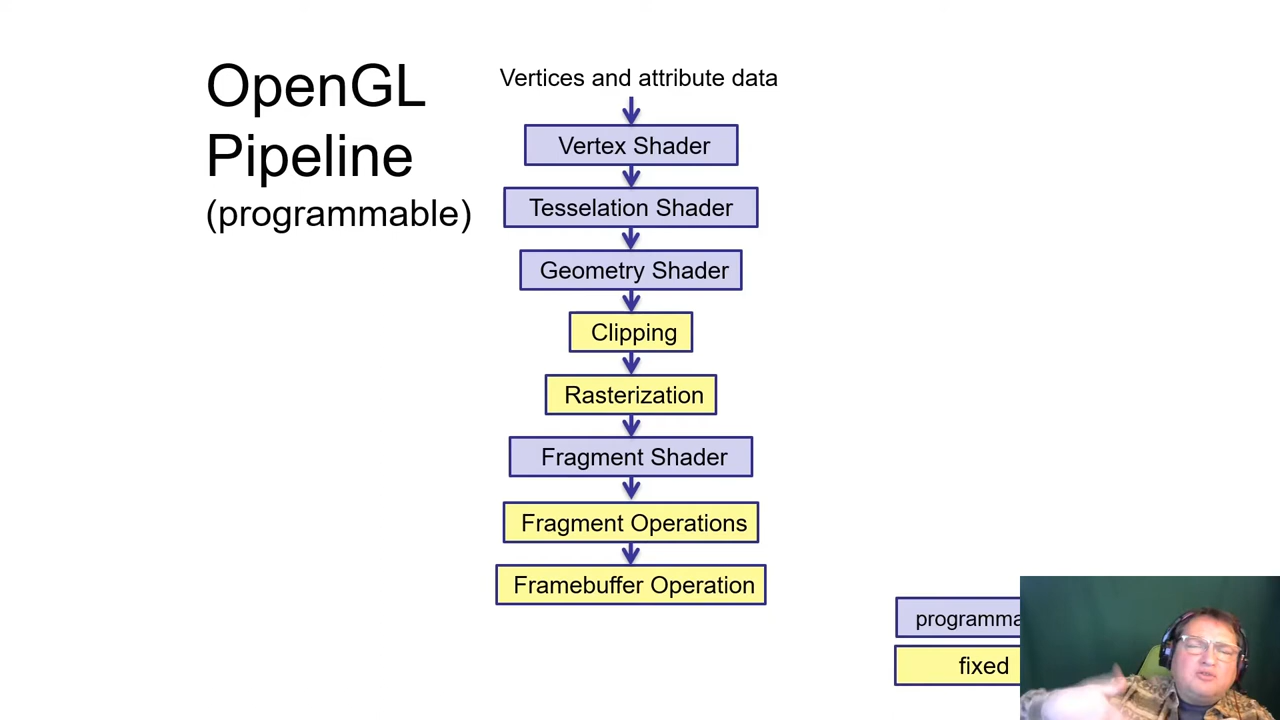 OpenGL
Pipeline
(programmable)
Vertices and attribute data
Vertex Shader
Tesselation Shader
Geometry Shader
Clipping
Rasterization
Fragment Shader
Fragment Operations
Framebuffer Operation
programma
fixed